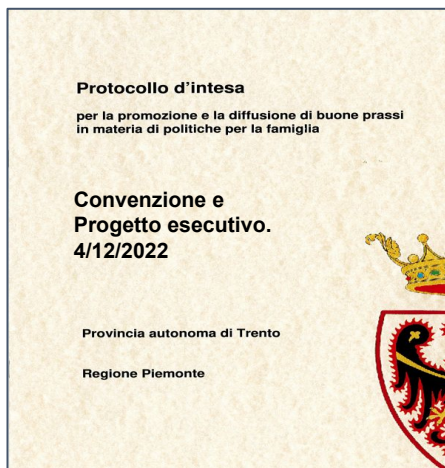 Protocollo d'intesa
per la promozione e la diffusione di buone prassi
in materia di politiche per la famiglia
Convenzione e
Progetto esecutivo.
4/12/2022
Provincia autonoma di Trento
Regione Piemonte